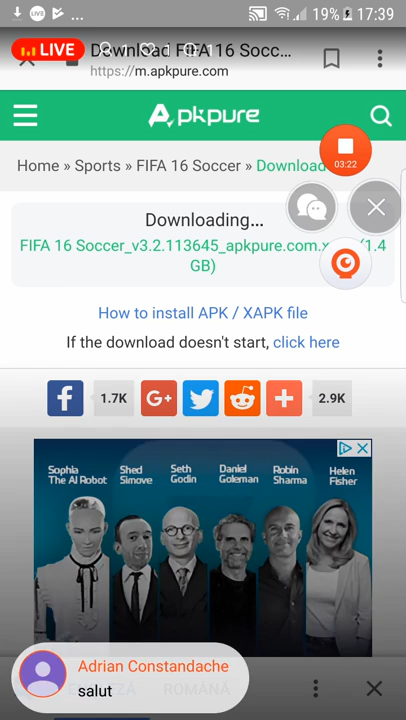 LIVE
19% 17:39
LIVE
Download FIFA 16 Socc...
https://m.apkpure.com
Apkpure
Home » Sports » FIFA 16 Soccer » Download
03:22
Downloading...
FIFA 16 Soccer_v3.2.113645_apkpure.com.x
(1.4
GB)
How to install APK / XAPK file
If the download doesn't start, click here
f
1.7K
G+
2.9K
Sophia The AI Robot
Shed Simove
Seth Godin
Daniel Goleman
Robin Sharma
Helen Fisher
Adrian Constandache
salut
ROMÂNĂ